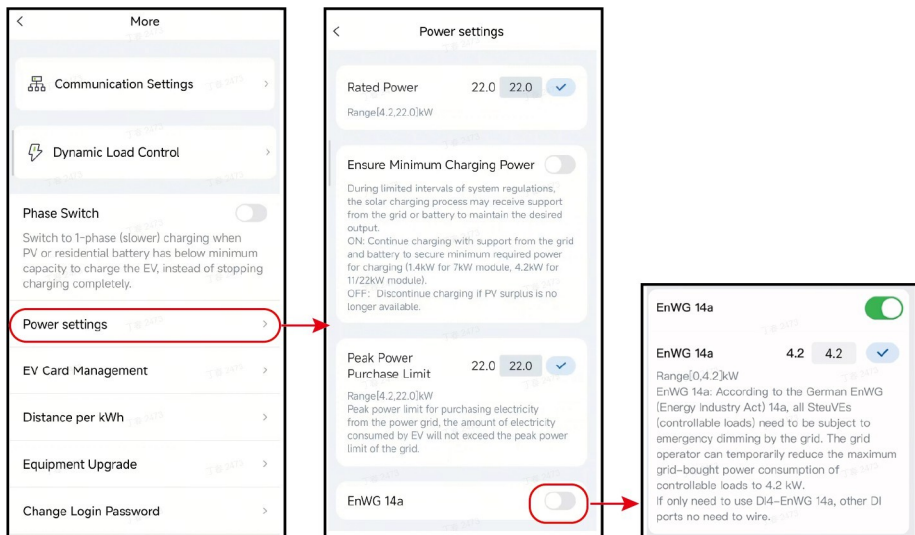 More
Communication Settings
Dynamic Load Control
Phase Switch
Switch to 1-phase (slower) charging when
PV or residential battery has below minimum
capacity to charge the EV, instead of stopping
charging completely.
Power settings
EV Card Management
Distance per kWh
Equipment Upgrade
Change Login Password
Power settings
Rated Power 22.0 22.0
Range[4.2,22.0]kW
Ensure Minimum Charging Power
During limited intervals of system regulations,
the solar charging process may receive support
from the grid or battery to maintain the desired
output.
ON: Continue charging with support from the grid
and battery to secure minimum required power
for charging (1.4kW for 7kW module, 4.2kW for
11/22kW module).
OFF: Discontinue charging if PV surplus is no
longer available.
Peak Power
Purchase Limit 22.0 22.0
Range[4.2,22.0]kW
Peak power limit for purchasing electricity
from the power grid, the amount of electricity
consumed by EV will not exceed the peak power
limit of the grid.
EnWG 14a
EnWG 14a
EnWG 14a 4.2 4.2
Range[0,4.2]kW
EnWG 14a: According to the German EnWG
(Energy Industry Act) 14a, all SteuVEs
(controllable loads) need to be subject to
emergency dimming by the grid. The grid
operator can temporarily reduce the maximum
grid-bought power consumption of
controllable loads to 4.2 kW.
If only need to use DI4-EnWG 14a, other DI
ports no need to wire.